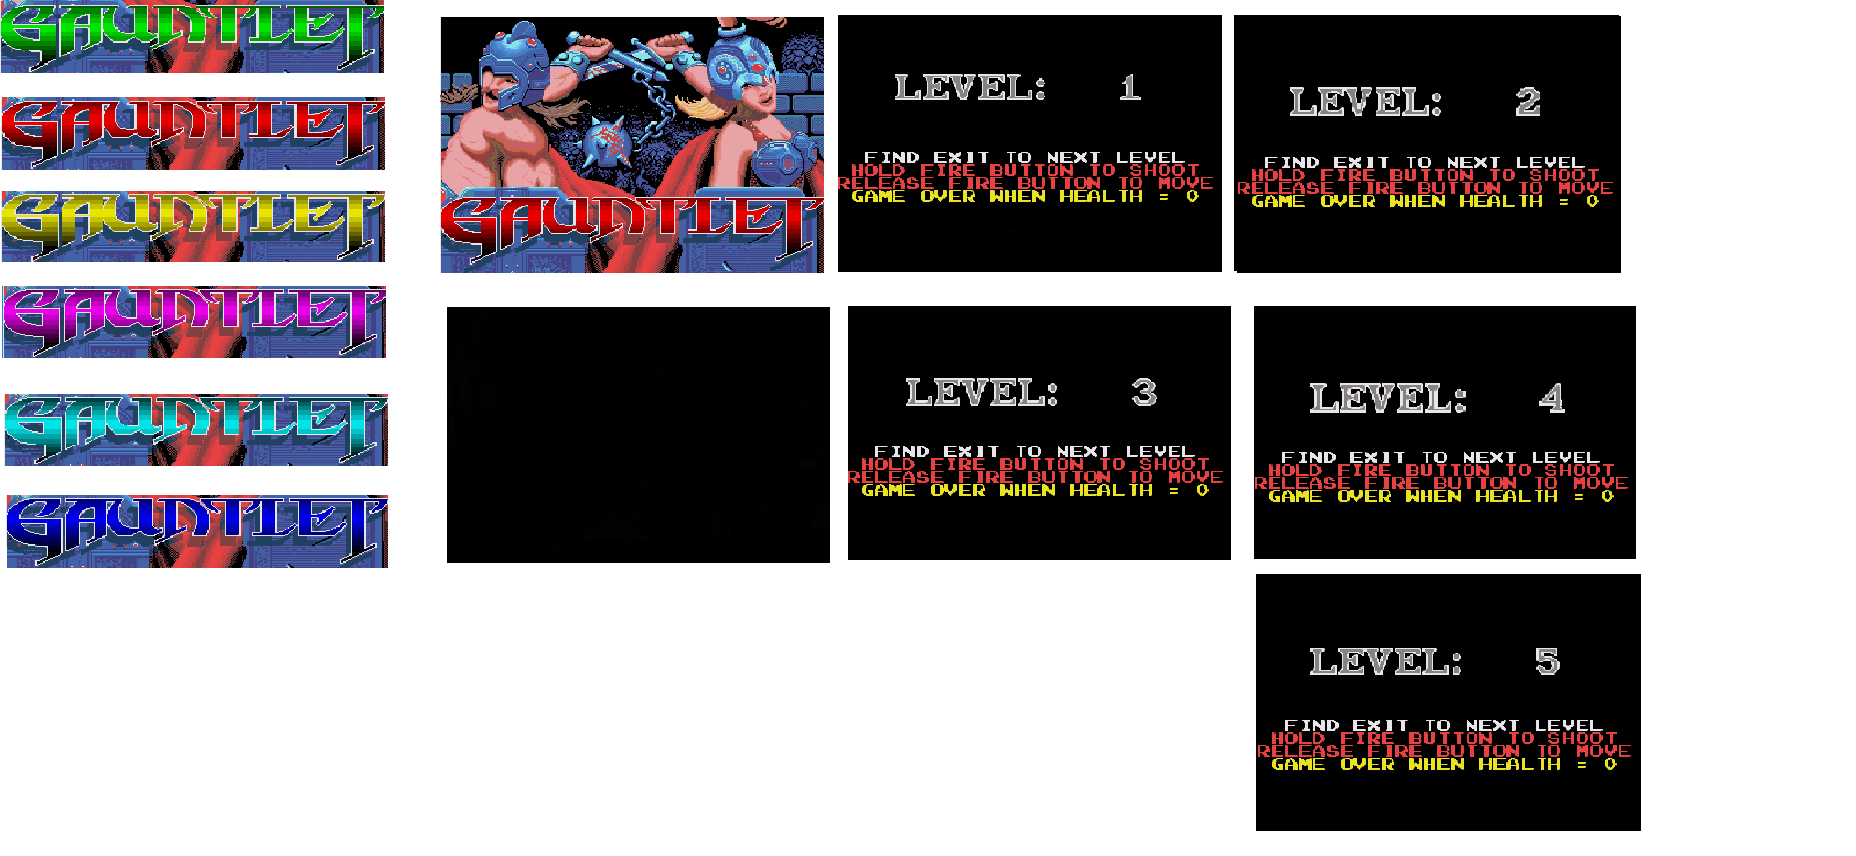 GAUNTLET
GAUNTLET
GAUNTLET
GAUNTLET
GAUNTLET
GAUNTLET
GAUNTLET
LEVEL: 1
FIND EXIT TO NEXT LEVEL
HOLD FIRE BUTTON TO SHOOT
RELEASE FIRE BUTTON TO MOVE
GAME OVER WHEN HEALTH = 0
LEVEL: 2
FIND EXIT TO NEXT LEVEL
HOLD FIRE BUTTON TO SHOOT
RELEASE FIRE BUTTON TO MOVE
GAME OVER WHEN HEALTH = 0
LEVEL: 3
FIND EXIT TO NEXT LEVEL
HOLD FIRE BUTTON TO SHOOT
RELEASE FIRE BUTTON TO MOVE
GAME OVER WHEN HEALTH = 0
LEVEL: 4
FIND EXIT TO NEXT LEVEL
HOLD FIRE BUTTON TO SHOOT
RELEASE FIRE BUTTON TO MOVE
GAME OVER WHEN HEALTH = 0
LEVEL: 5
FIND EXIT TO NEXT LEVEL
HOLD FIRE BUTTON TO SHOOT
RELEASE FIRE BUTTON TO MOVE
GAME OVER WHEN HEALTH = 0